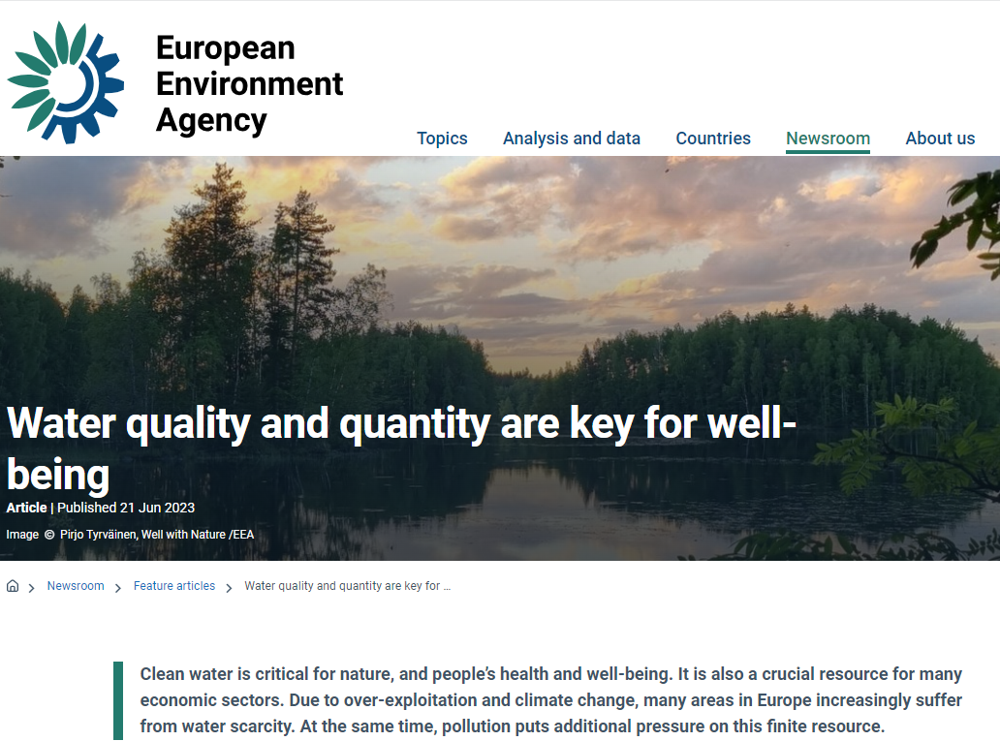 European
Environment
Agency
Topics
Analysis and data
Countries
Newsroom
About us
Water quality and quantity are key for well-
being
Article | Published 21 Jun 2023
Image © Pirjo Tyrväinen, Well with Nature /EEA
Newsroom
Feature articles
Water quality and quantity are key for ...
Clean water is critical for nature, and people’s health and well-being. It is also a crucial resource for many
economic sectors. Due to over-exploitation and climate change, many areas in Europe increasingly suffer
from water scarcity. At the same time, pollution puts additional pressure on this finite resource.